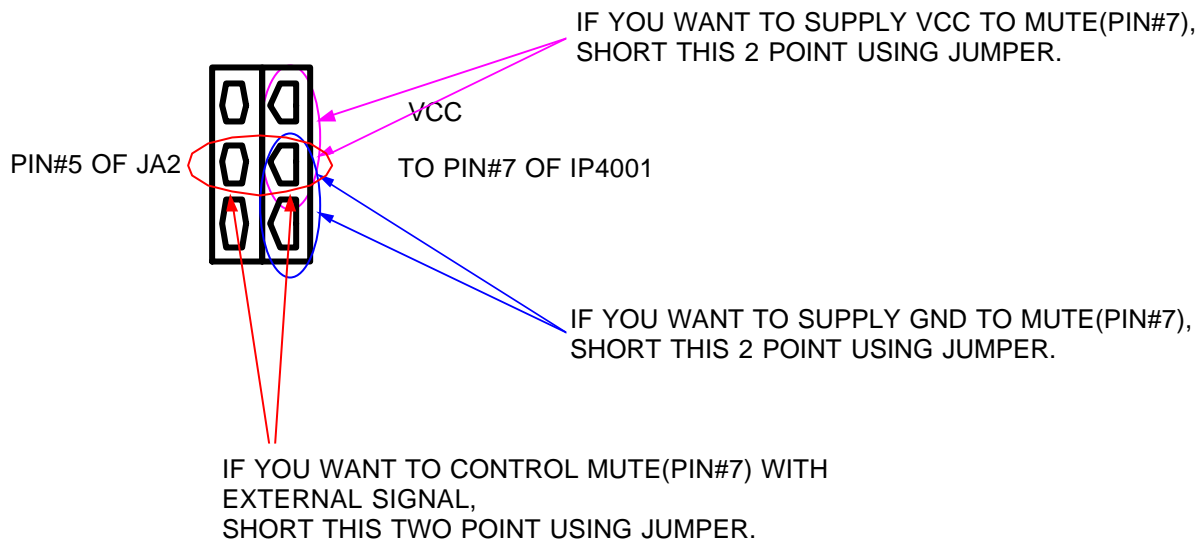 IF YOU WANT TO SUPPLY VCC TO MUTE(PIN#7),
SHORT THIS 2 POINT USING JUMPER.
VCC
PIN#5 OF JA2
TO PIN#7 OF IP4001
IF YOU WANT TO SUPPLY GND TO MUTE(PIN#7),
SHORT THIS 2 POINT USING JUMPER.
IF YOU WANT TO CONTROL MUTE(PIN#7) WITH
EXTERNAL SIGNAL,
SHORT THIS TWO POINT USING JUMPER.